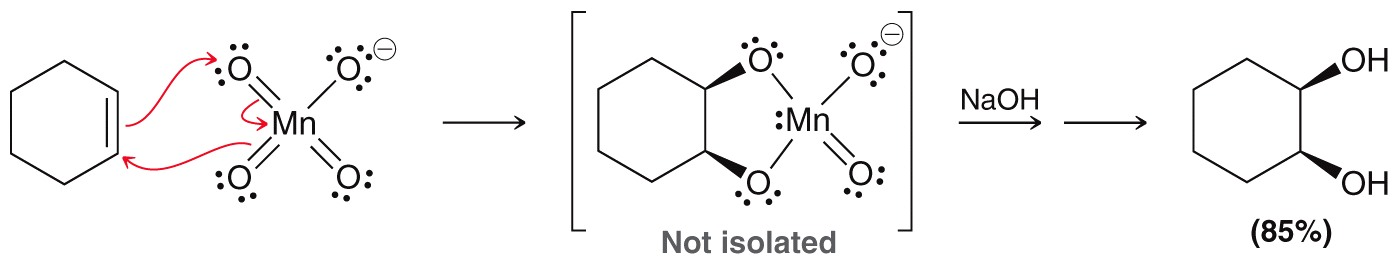 O
O ⊖
Mn
O
O
O
O ⊖
Mn
O
O
Not isolated
NaOH
OH
OH
(85%)